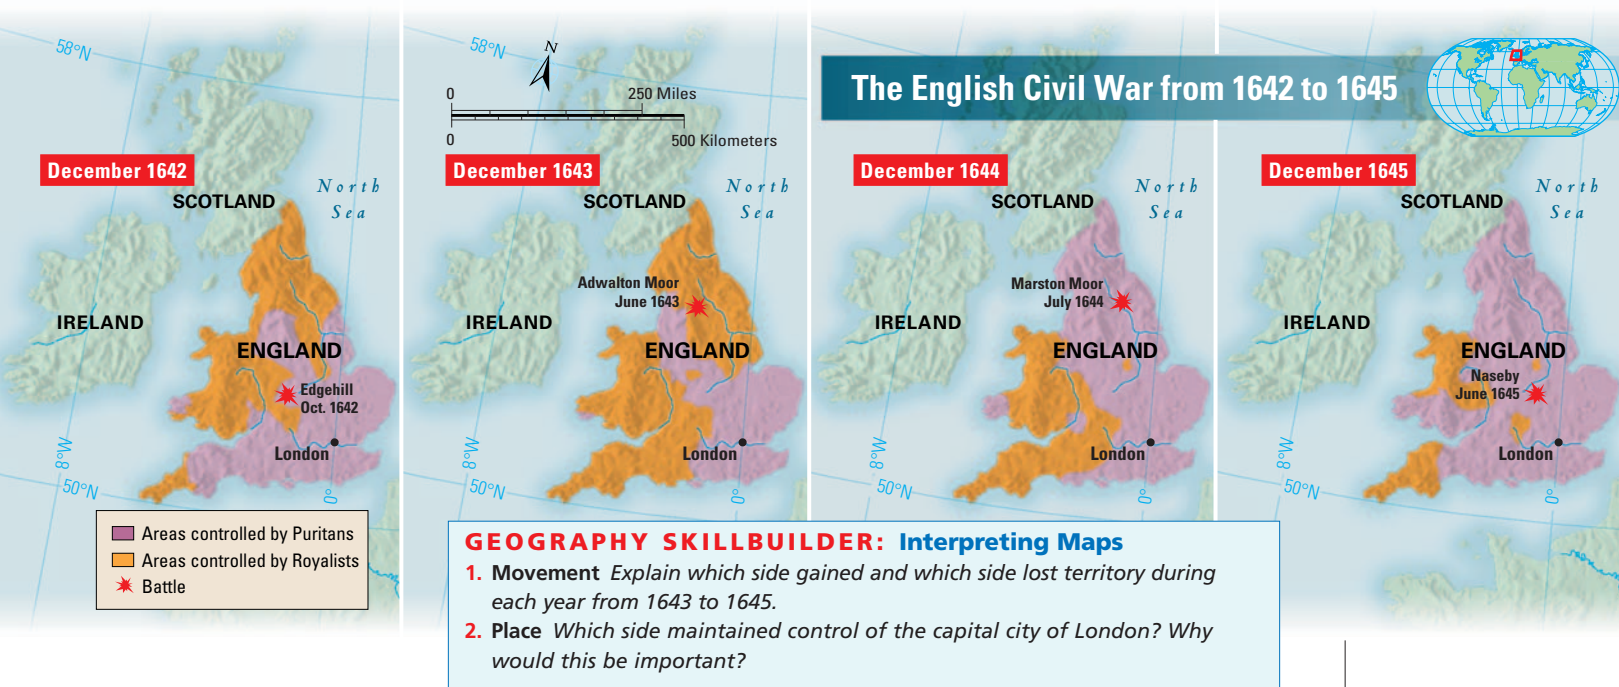 The English Civil War from 1642 to 1645
58°N
December 1642
SCOTLAND
North
Sea
IRELAND
ENGLAND
Edgehill
Oct. 1642
London
8°W
50°N
0°
Areas controlled by Puritans
Areas controlled by Royalists
Battle
58°N
N
0 250 Miles
0 500 Kilometers
December 1643
SCOTLAND
North
Sea
Adwalton Moor
June 1643
IRELAND
ENGLAND
London
8°W
50°N
0°
December 1644
SCOTLAND
North
Sea
Marston Moor
July 1644
IRELAND
ENGLAND
London
8°W
50°N
0°
December 1645
SCOTLAND
North
Sea
IRELAND
ENGLAND
Naseby
June 1645
London
8°W
50°N
0°
GEOGRAPHY SKILLBUILDER: Interpreting Maps
1. Movement Explain which side gained and which side lost territory during
each year from 1643 to 1645.
2. Place Which side maintained control of the capital city of London? Why
would this be important?